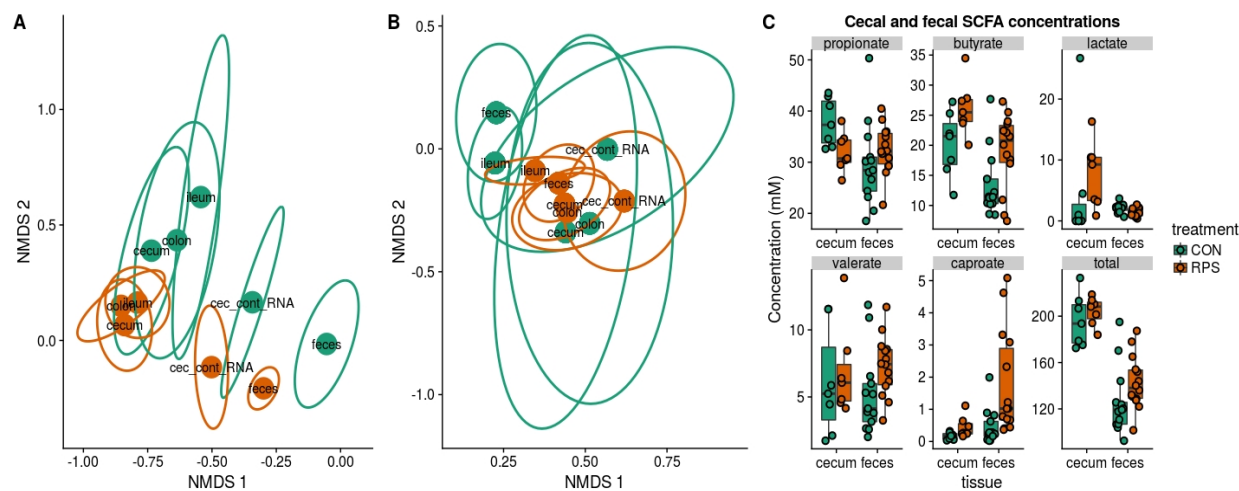 A
NMDS 2
1.0
0.5
0.0
ileum
colon
cecum
colon
ileum
cecum
cec_cont_RNA
cec_cont_RNA
feces
feces
-1.00 -0.75 -0.50 -0.25 0.00
NMDS 1
B
NMDS 2
0.5
0.0
-0.5
-1.0
feces
cec_cont_RNA
ileum
ileum
feces
cecum
cec_cont_RNA
colon
colon
cecum
0.25 0.50 0.75
NMDS 1
C
Cecal and fecal SCFA concentrations
Concentration (mM)
propionate butyrate lactate
50
40
30
20
35
30
25
20
15
10
20
10
0
cecum feces cecum feces cecum feces
valerate caproate total
10
5
5
4
3
2
1
0
200
160
120
cecum feces cecum feces cecum feces
tissue
treatment
CON
RPS